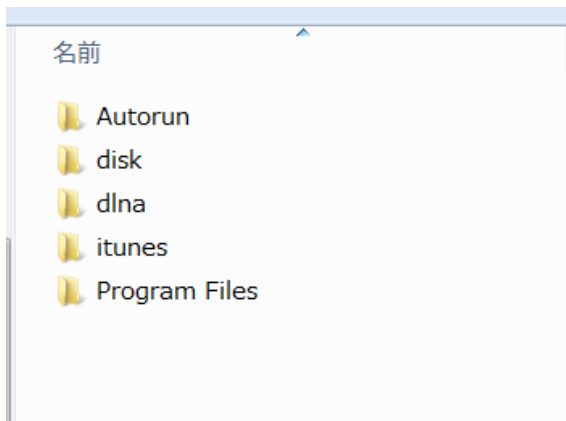 名前
Autorun
disk
dlna
itunes
Program Files